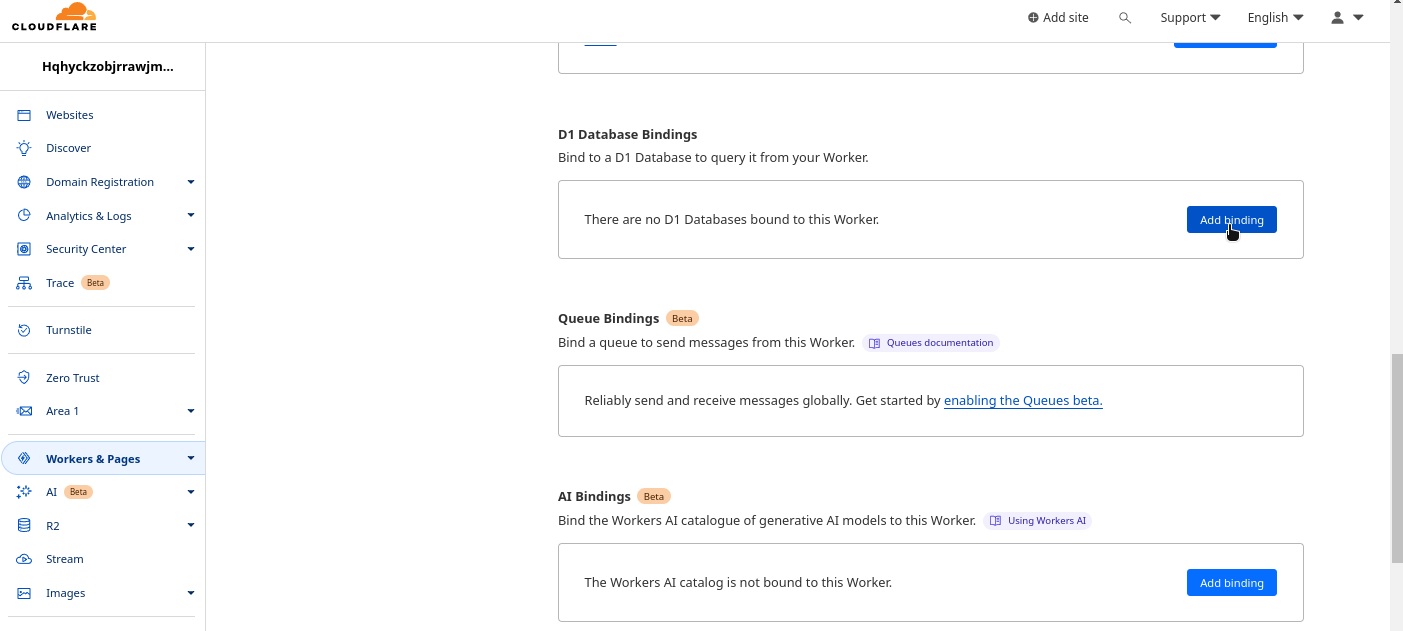 CLOUDFLARE
Add site
Support
English
Hqhyckzobjrrawjm...
Websites
Discover
Domain Registration
Analytics & Logs
Security Center
Trace Beta
Turnstile
Zero Trust
Area 1
Workers & Pages
AI Beta
R2
Stream
Images
D1 Database Bindings
Bind to a D1 Database to query it from your Worker.
There are no D1 Databases bound to this Worker.
Add binding
Queue Bindings Beta
Bind a queue to send messages from this Worker. Queues documentation
Reliably send and receive messages globally. Get started by enabling the Queues beta.
AI Bindings Beta
Bind the Workers AI catalogue of generative AI models to this Worker. Using Workers AI
The Workers AI catalog is not bound to this Worker.
Add binding